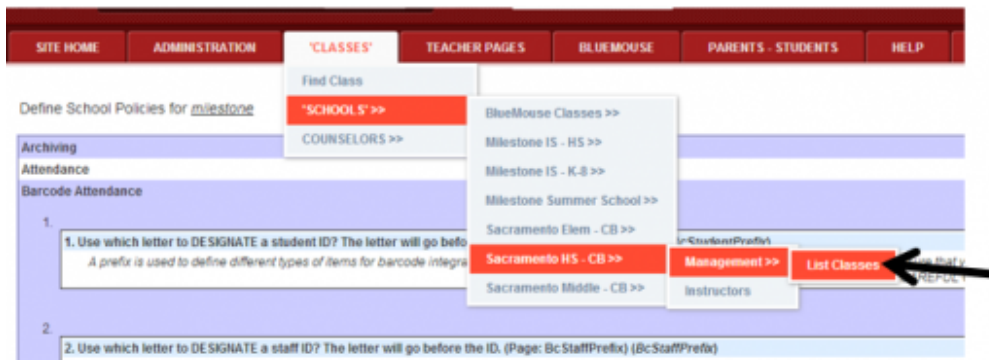 SITE HOME ADMINISTRATION 'CLASSES' TEACHER PAGES BLUEMOUSE PARENTS - STUDENTS HELP
Find Class
"SCHOOLS' >>
COUNSELORS >>
BlueMouse Classes >>
Milestone IS - HS >>
Milestone IS - K-8 >>
Milestone Summer School >>
Sacramento Elem - CB >>
Sacramento HS - CB >>
Sacramento Middle - CB >>
Management >>
Instructors
List Classes
Define School Policies for milestone
Archiving
Attendance
Barcode Attendance
1.
1. Use which letter to DESIGNATE a student ID? The letter will go befo
cStudentPrefix)
A prefix is used to define different types of items for barcode integra
2.
2. Use which letter to DESIGNATE a staff ID? The letter will go before the ID. (Page: BcStaffPrefix) (BcStaffPrefix)